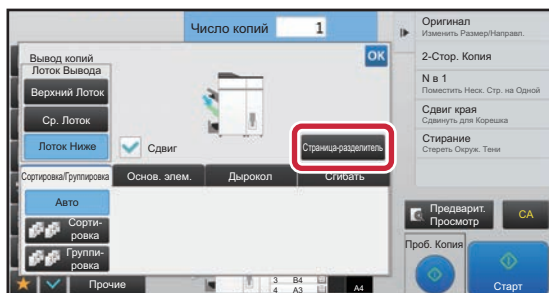 Число копий 1
Вывод копий
OK
Лоток Вывода
Верхний Лоток
Ср. Лоток
Лоток Ниже
Сдвиг
Страница-разделитель
Сортировка/Группировка
Основ. элем.
Дырокол
Сгибать
Авто
Сорти-
ровка
Группи-
ровка
Прочие
3 B4
4 A3
A4
Оригинал
Изменить Размер/Направл.
2-Стор. Копия
N в 1
Поместить Неск. Стр. на Одной
Сдвиг края
Сдвинуть для Корешка
Стирание
Стереть Окруж. Тени
Предварит.
Просмотр
CA
Проб. Копия
Старт